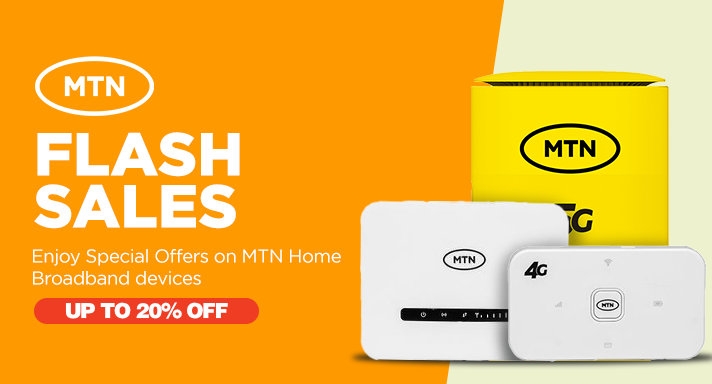 MTN
FLASH
SALES
Enjoy Special Offers on MTN Home
Broadband devices
UP TO 20% OFF
MTN
5G
MTN
4G
MTN